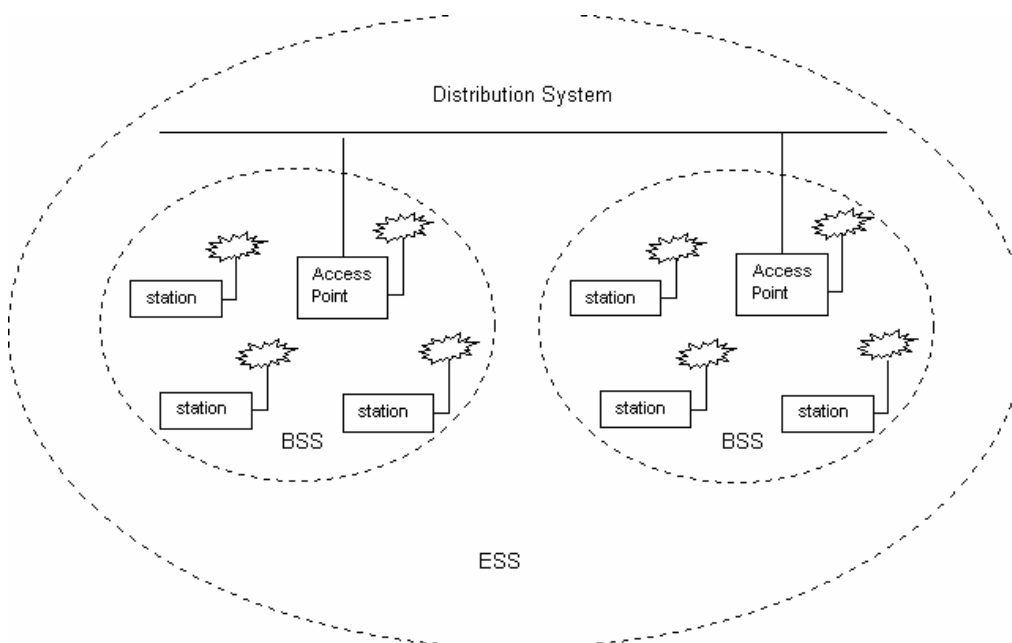 Distribution System
Access
Point
station
station
station
BSS
Access
Point
station
station
station
BSS
ESS